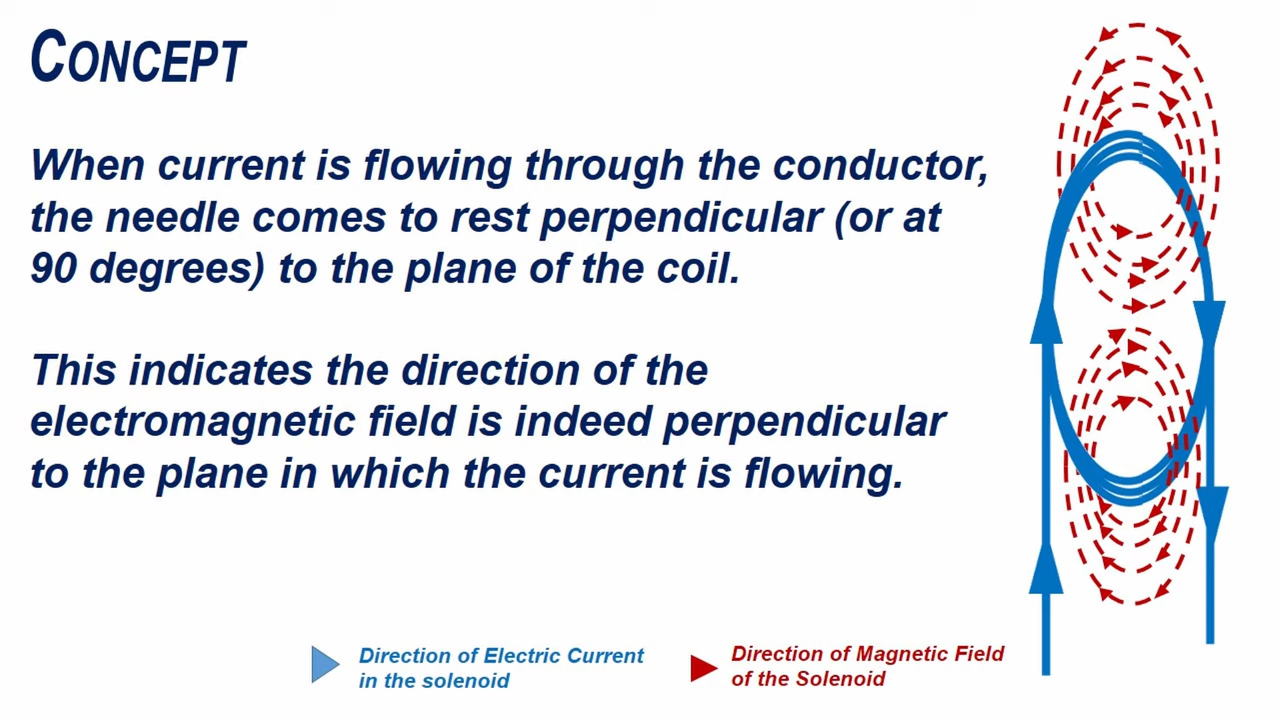 CONCEPT
When current is flowing through the conductor,
the needle comes to rest perpendicular (or at
90 degrees) to the plane of the coil.
This indicates the direction of the
electromagnetic field is indeed perpendicular
to the plane in which the current is flowing.
Direction of Electric Current
in the solenoid
Direction of Magnetic Field
of the Solenoid